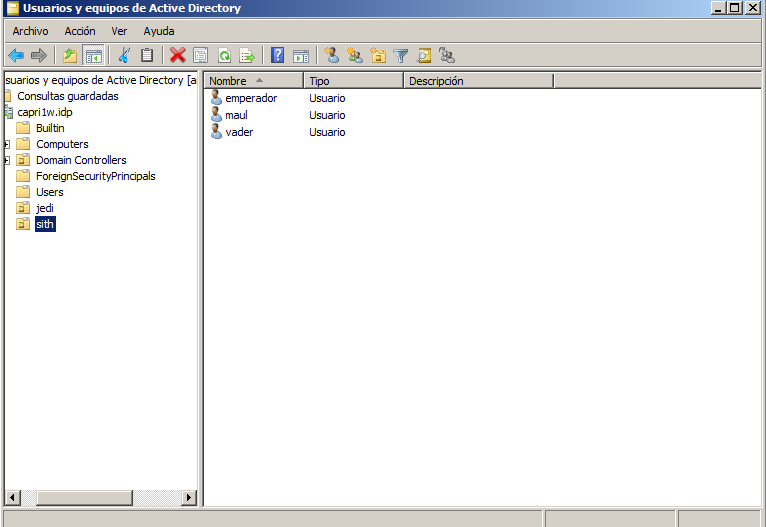 Usuarios y equipos de Active Directory
Archivo Acción Ver Ayuda
suarios y equipos de Active Directory [a
Consultas guardadas
capri1w.idp
Builtin
Computers
Domain Controllers
ForeignSecurityPrincipals
Users
jedi
sith
Nombre Tipo Descripción
emperador Usuario
maul Usuario
vader Usuario